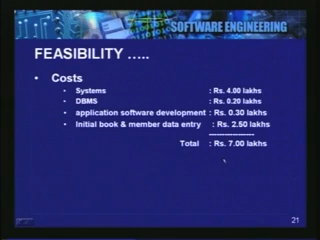 SOFTWARE ENGINEERING
FEASIBILITY …..
• Costs
• Systems : Rs. 4.00 lakhs
• DBMS : Rs. 0.20 lakhs
• application software development : Rs. 0.30 lakhs
• Initial book & member data entry : Rs. 2.50 lakhs
-----------------
Total : Rs. 7.00 lakhs
21